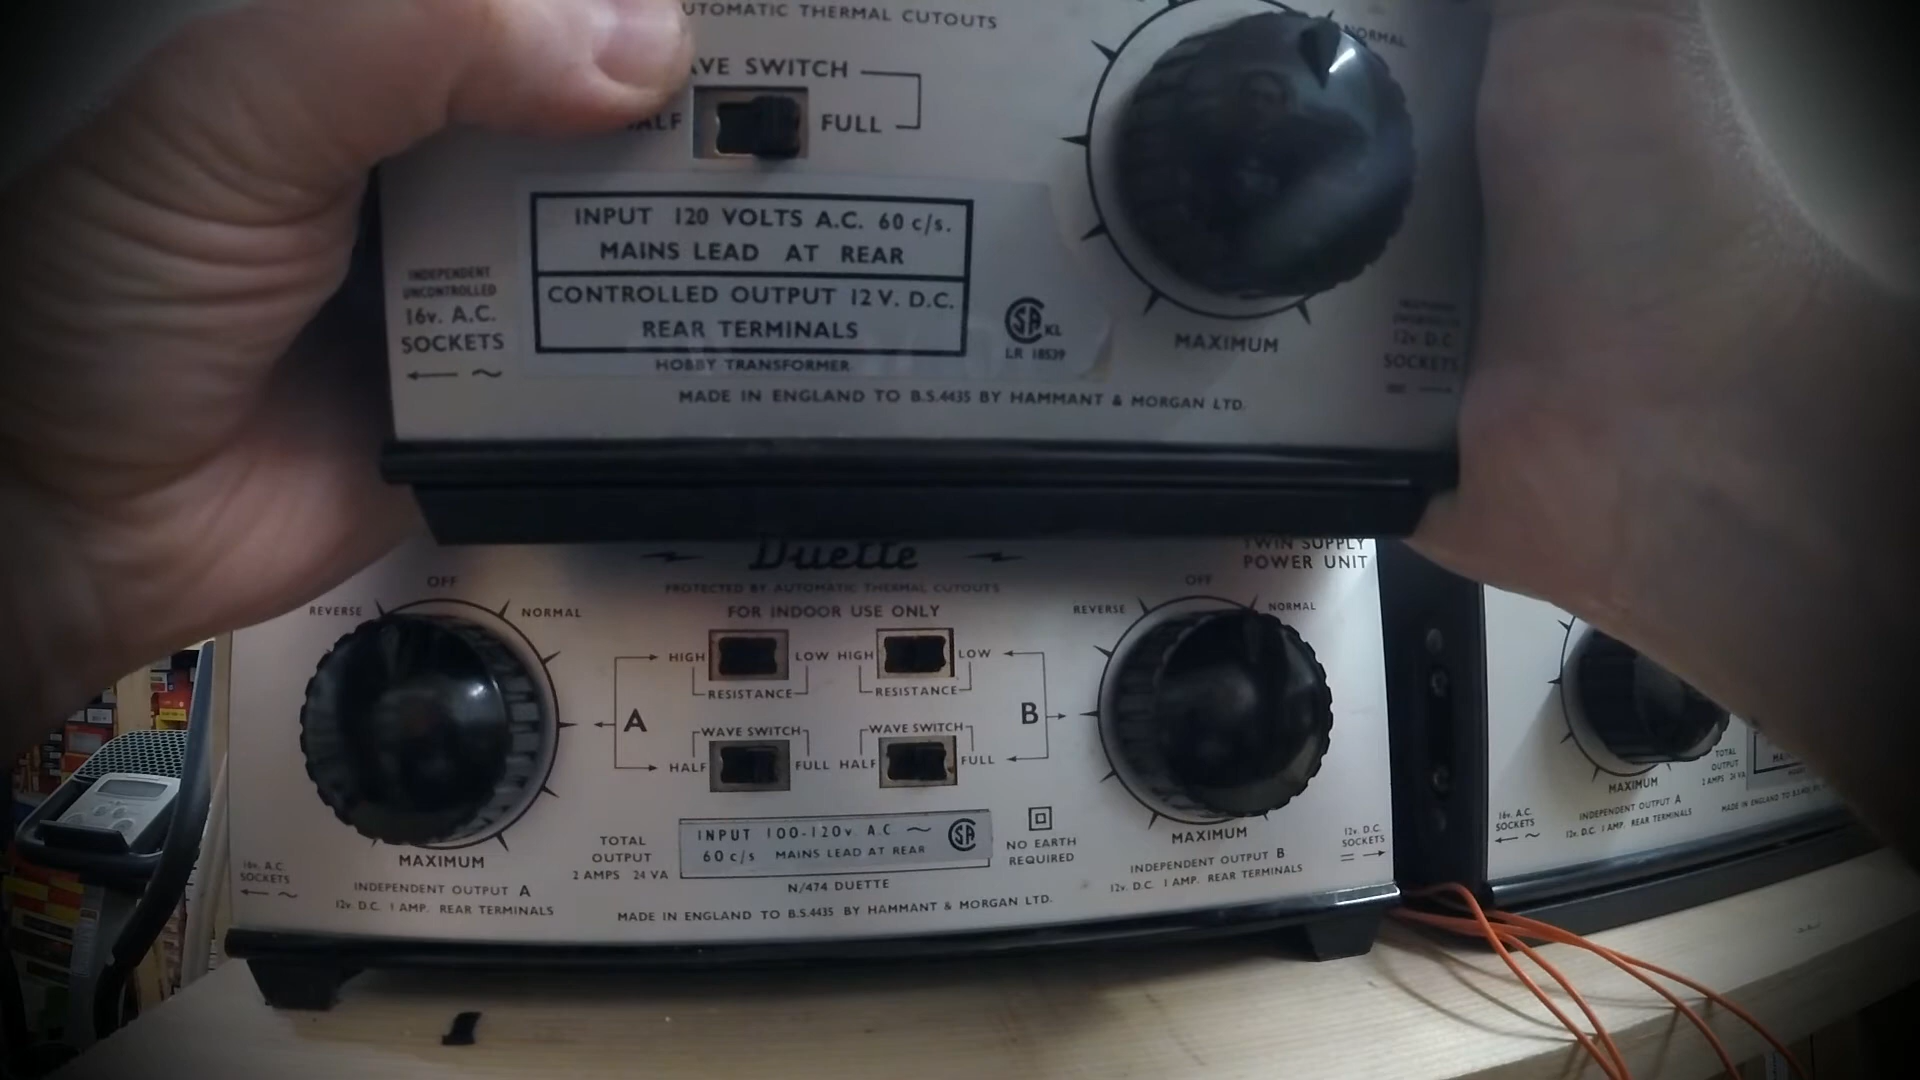 AUTOMATIC THERMAL CUTOUTS
NORMAL
SWITCH
FULL
INPUT 120 VOLTS A.C. 60 c/s.
MAINS LEAD AT REAR
CONTROLLED OUTPUT 12 V. D.C.
REAR TERMINALS
HOBBY TRANSFORMER
INDEPENDENT
UNCONTROLLED
16v. A.C.
SOCKETS
SA KL
LR 18539
MAXIMUM
12v D.C.
SOCKETS
MADE IN ENGLAND TO B.S.4435 BY HAMMANT & MORGAN LTD.
Duette
TWIN SUPPLY
POWER UNIT
PROTECTED BY AUTOMATIC THERMAL CUTOUTS
FOR INDOOR USE ONLY
OFF
REVERSE
NORMAL
HIGH LOW
RESISTANCE
HIGH LOW
RESISTANCE
OFF
REVERSE
NORMAL
A
B
WAVE SWITCH
HALF FULL
WAVE SWITCH
HALF FULL
MAXIMUM
MAXIMUM
16v. A.C.
SOCKETS
INDEPENDENT OUTPUT A
12v. D.C. 1 AMP. REAR TERMINALS
TOTAL
OUTPUT
2 AMPS 24 VA
INPUT 100-120v A.C ~
60 c/s MAINS LEAD AT REAR
SA
N/474 DUETTE
NO EARTH
REQUIRED
INDEPENDENT OUTPUT B
12v. D.C. 1 AMP. REAR TERMINALS
12v. D.C.
SOCKETS
MADE IN ENGLAND TO B.S.4435 BY HAMMANT & MORGAN LTD.
MAXIMUM
16v. A.C.
SOCKETS
INDEPENDENT OUTPUT A
12v. D.C. 1 AMP. REAR TERMINALS
TOTAL
OUTPUT
2 AMPS 24 VA
MADE IN ENGLAND TO